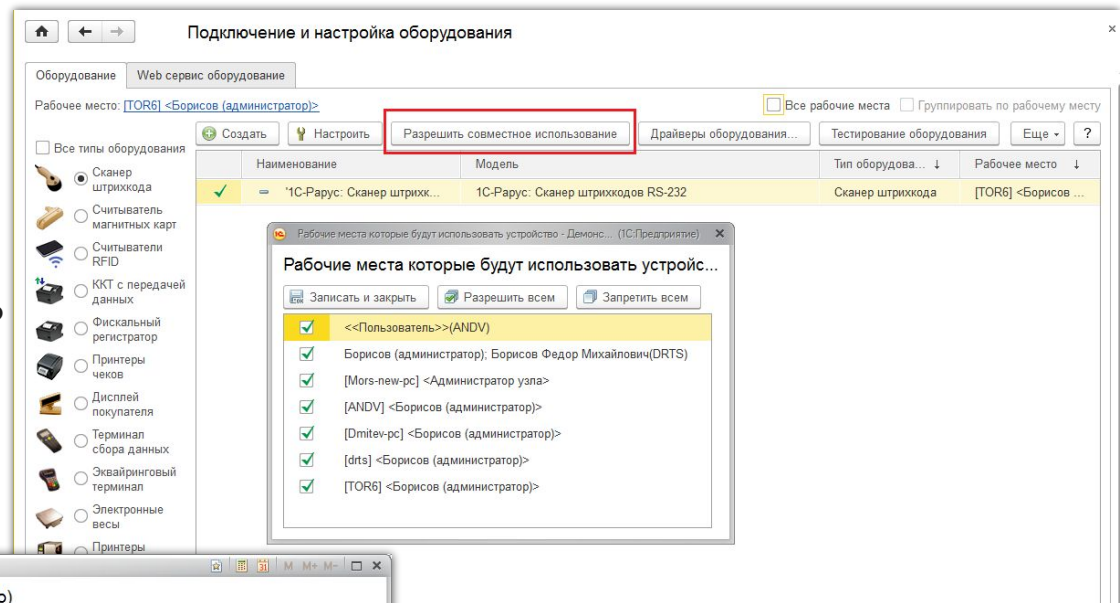 Подключение и настройка оборудования
Оборудование
Web сервис оборудование
Рабочее место: [TOR6] <Борисов (администратор)>
Все рабочие места
Группировать по рабочему месту
Все типы оборудования
Создать
Настроить
Разрешить совместное использование
Драйверы оборудования...
Тестирование оборудования
Еще
?
Наименование
Модель
Тип оборудова...
Рабочее место
'1С-Рарус: Сканер штрихк...
1С-Рарус: Сканер штрихкодов RS-232
Сканер штрихкода
[TOR6] <Борисов ...
Сканер
штрихкода
Считыватель
магнитных карт
Считыватели
RFID
ККТ с передачей
данных
Фискальный
регистратор
Принтеры
чеков
Дисплей
покупателя
Терминал
сбора данных
Эквайринговый
терминал
Электронные
весы
Принтеры
Рабочие места которые будут использовать устройство - Демонс... (1С:Предприятие)
Рабочие места которые будут использовать устройс...
Записать и закрыть
Разрешить всем
Запретить всем
<<Пользователь>>(ANDV)
Борисов (администратор); Борисов Федор Михайлович(DRTS)
[Mors-new-pc] <Администратор узла>
[ANDV] <Борисов (администратор)>
[Dmitev-pc] <Борисов (администратор)>
[drts] <Борисов (администратор)>
[TOR6] <Борисов (администратор)>
M M+ M-
о)